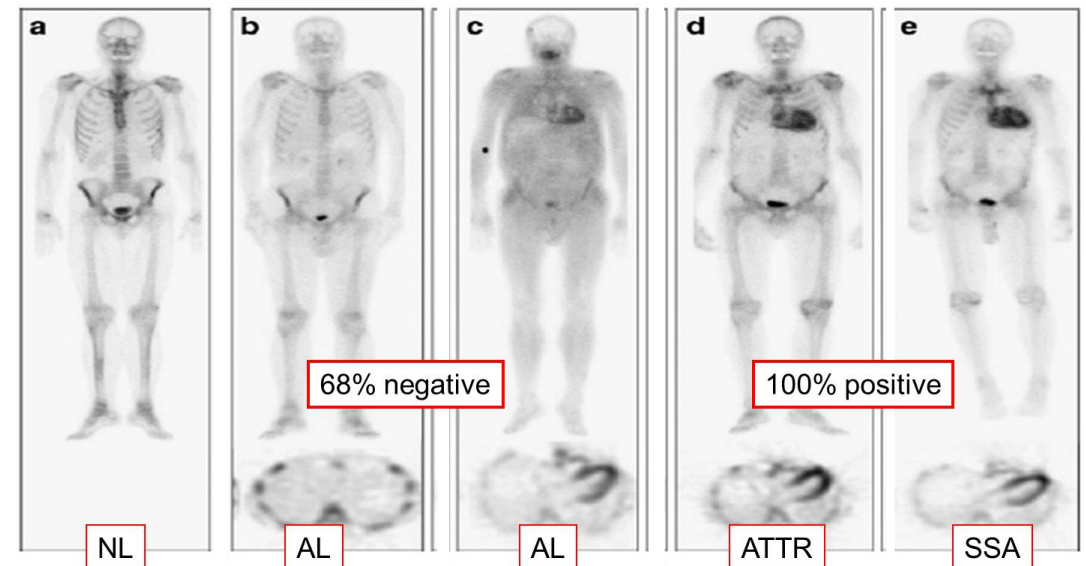 a
b
c
d
e
68% negative
100% positive
NL
AL
AL
ATTR
SSA